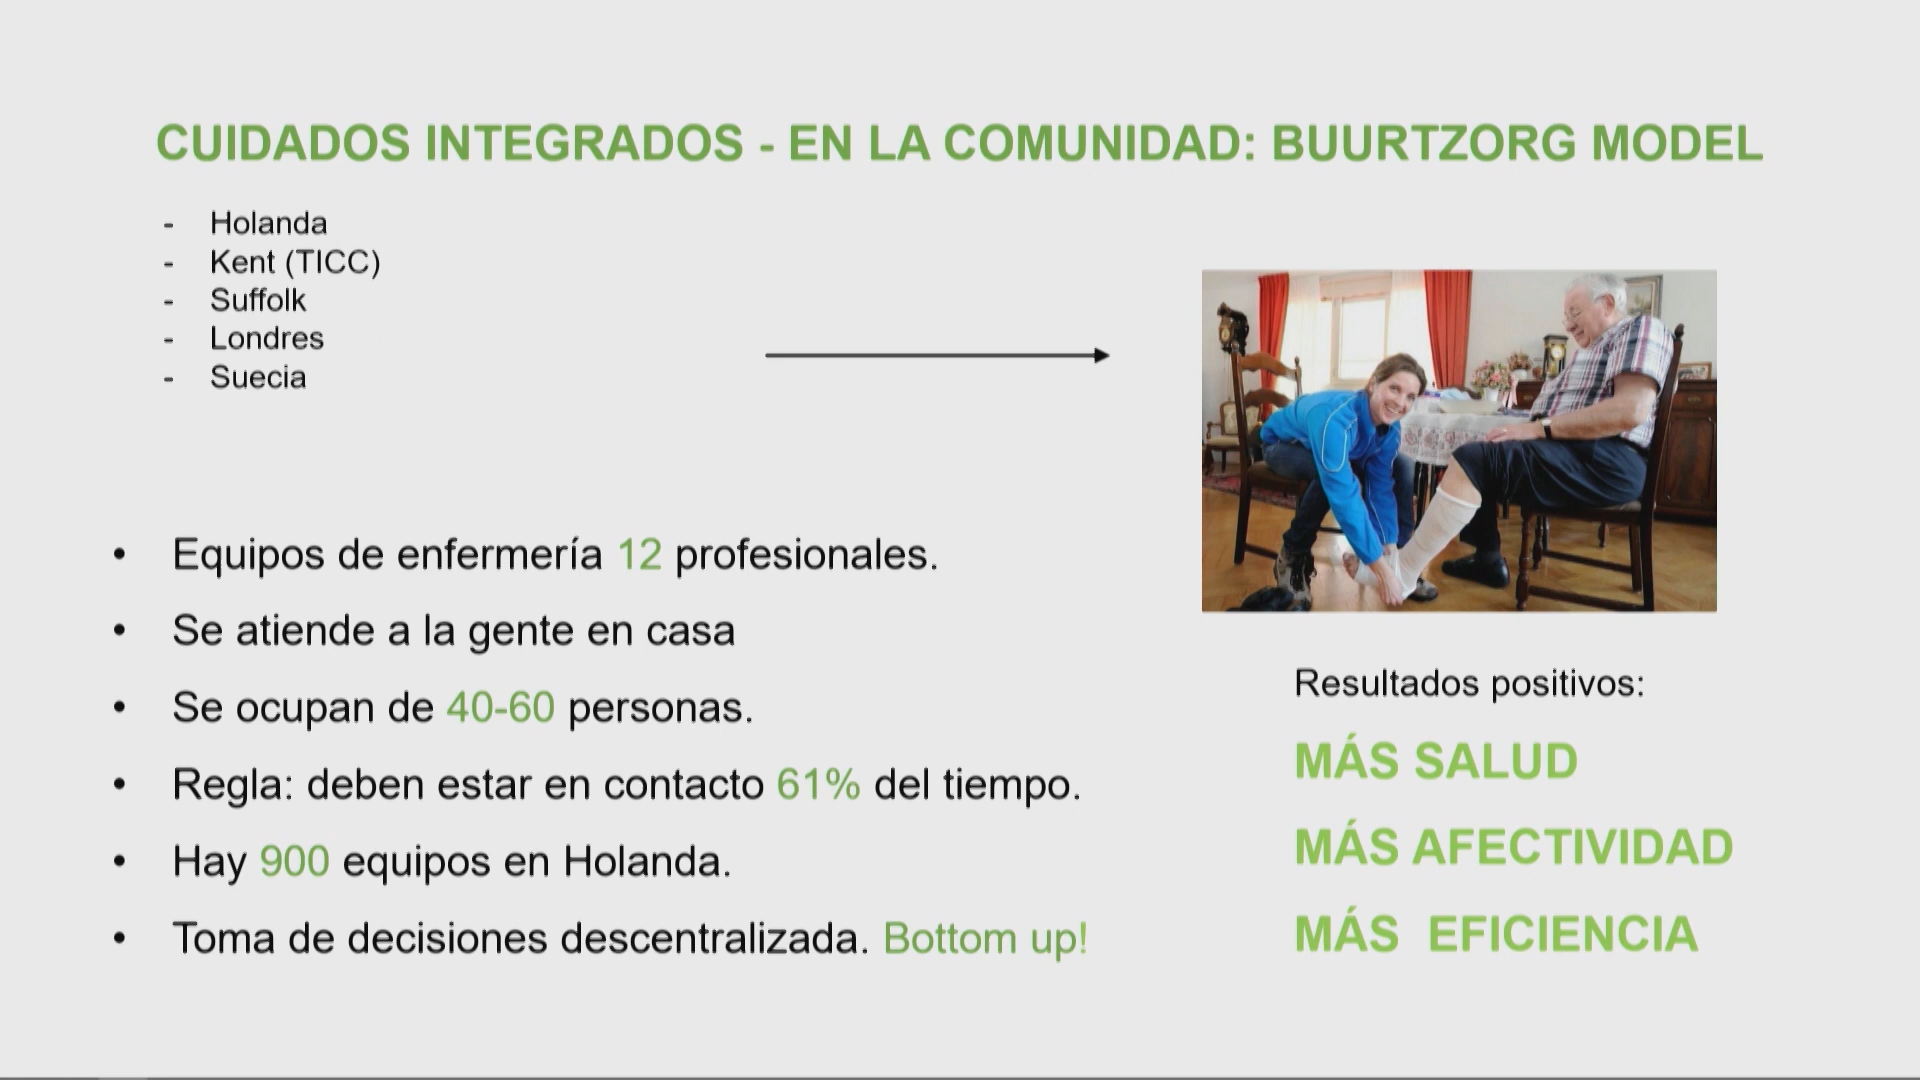 CUIDADOS INTEGRADOS - EN LA COMUNIDAD: BUURTZORG MODEL
- Holanda
- Kent (TICC)
- Suffolk
- Londres
- Suecia
• Equipos de enfermería 12 profesionales.
• Se atiende a la gente en casa
• Se ocupan de 40-60 personas.
• Regla: deben estar en contacto 61% del tiempo.
• Hay 900 equipos en Holanda.
• Toma de decisiones descentralizada. Bottom up!
Resultados positivos:
MÁS SALUD
MÁS AFECTIVIDAD
MÁS  EFICIENCIA